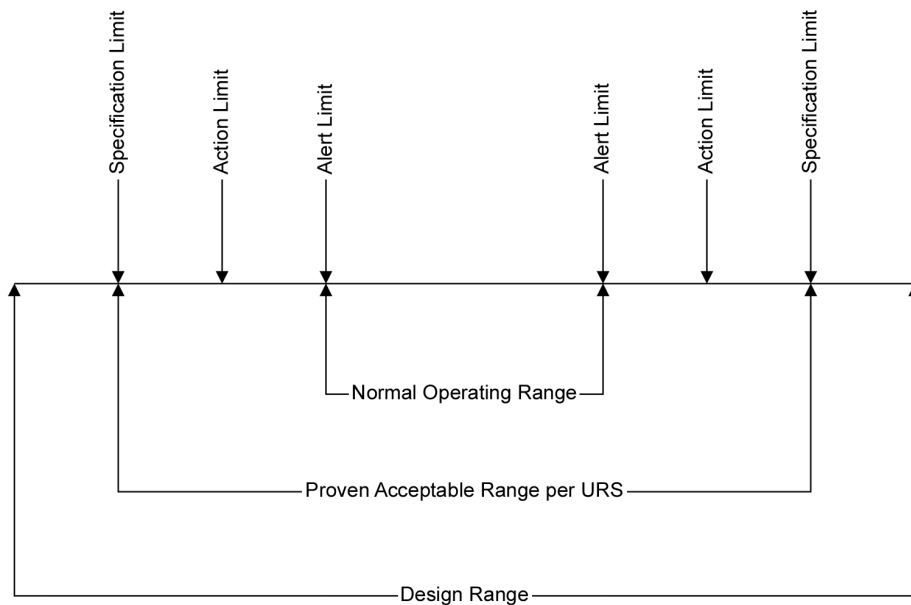 Specification Limit
Action Limit
Alert Limit
Alert Limit
Action Limit
Specification Limit
Normal Operating Range
Proven Acceptable Range per URS
Design Range